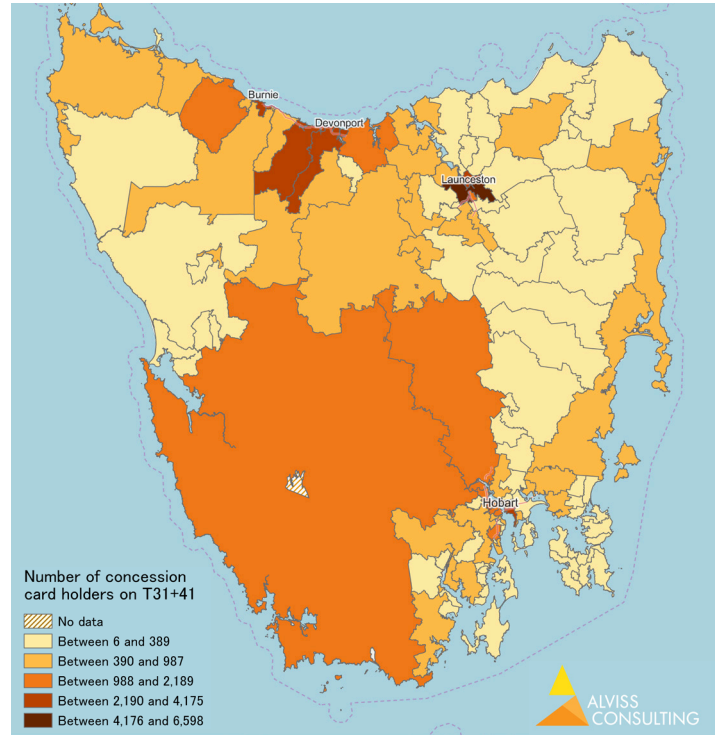 Burnie
Devonport
Launceston
Hobart
Number of concession
card holders on T31+41
No data
Between 6 and 389
Between 390 and 987
Between 988 and 2,189
Between 2,190 and 4,175
Between 4,176 and 6,598
ALVISS
CONSULTING